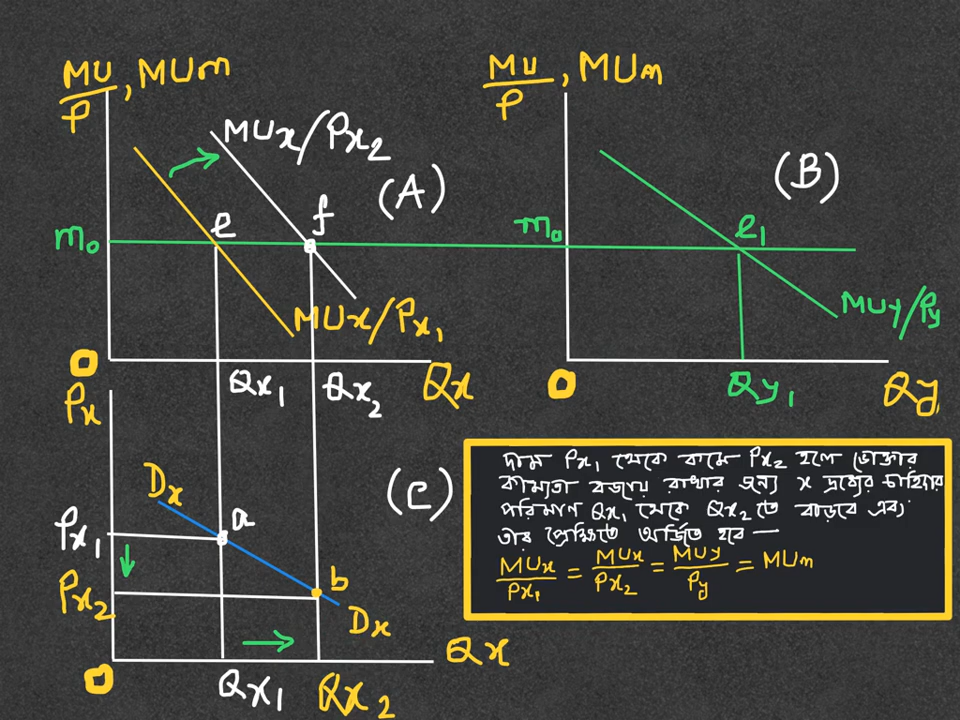 MU/P, MUm
MUx/Px2
(A)
e
f
m0
MUx/Px1
O
Qx1
Qx2
Qx
MU/P, MUm
(B)
m0
e1
MUy/Py
O
Qy1
Qy
Px
Dx
(C)
Px1
a
Px2
b
Dx
O
Qx1
Qx2
Qx
দাম Px1 থেকে কমে Px2 হলে ভোক্তার
কাম্যতা বজায় রাখার জন্য x দ্রব্যের চাহিদার
পরিমাণ Qx1 থেকে Qx2 তে বাড়বে এবং
তার প্রেক্ষিতে অর্জিত হবে —
MUx/Px1 = MUx/Px2 = MUy/Py = MUm